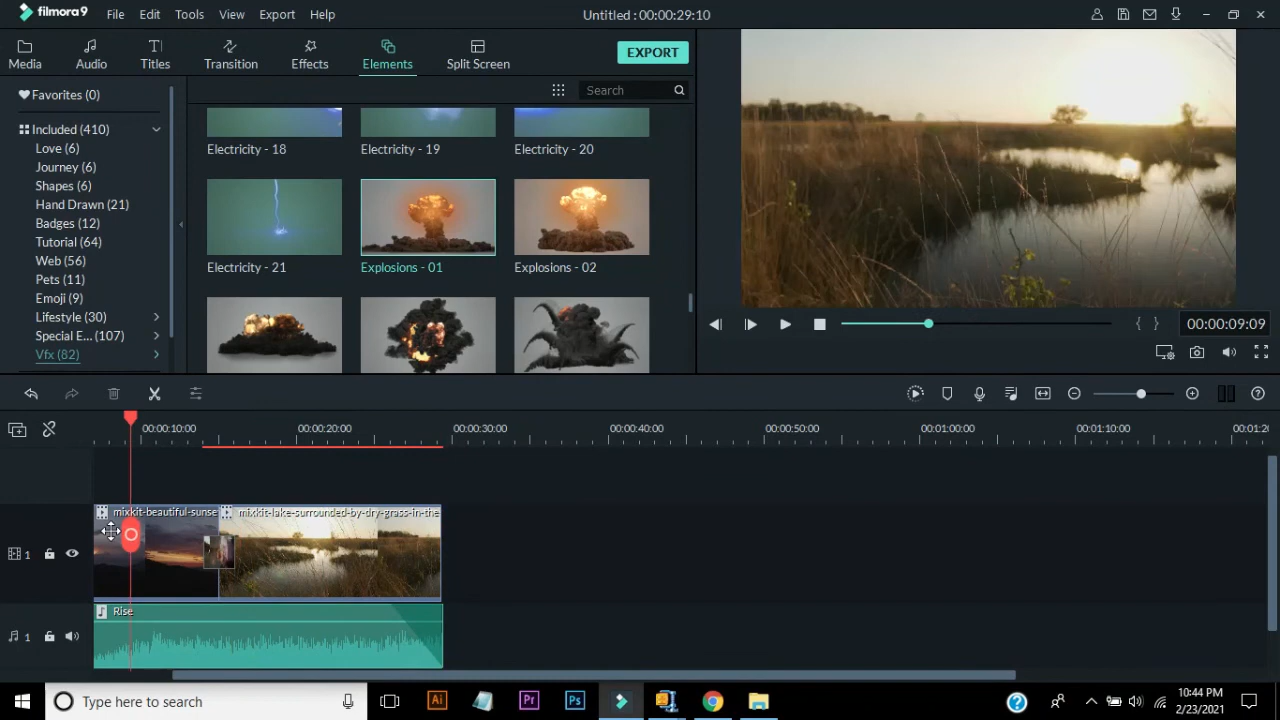 filmora9
File
Edit
Tools
View
Export
Help
Untitled : 00:00:29:10
Media
Audio
Titles
Transition
Effects
Elements
Split Screen
EXPORT
Favorites (0)
Included (410)
Love (6)
Journey (6)
Shapes (6)
Hand Drawn (21)
Badges (12)
Tutorial (64)
Web (56)
Pets (11)
Emoji (9)
Lifestyle (30)
Special E... (107)
Vfx (82)
Search
Electricity - 18
Electricity - 19
Electricity - 20
Electricity - 21
Explosions - 01
Explosions - 02
00:00:09:09
00:00:10:00
00:00:20:00
00:00:30:00
00:00:40:00
00:00:50:00
00:01:00:00
00:01:10:00
00:01:2
mixkit-beautiful-sunse
mixkit-lake-surrounded-by-dry-grass-in-the
1
Rise
1
Type here to search
Ai
Pr
Ps
10:44 PM
2/23/2021